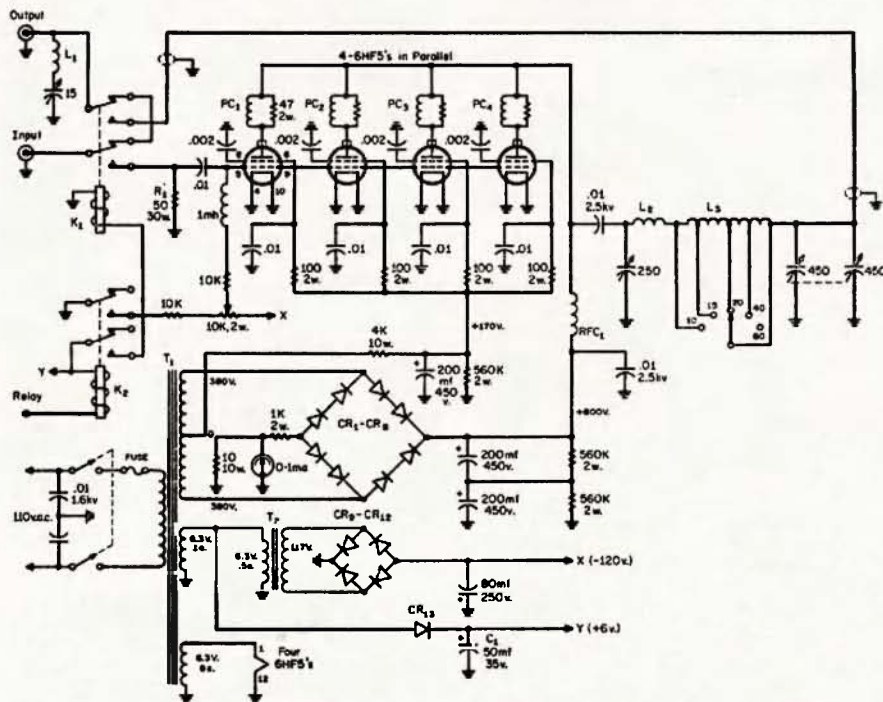 Output
L1
15
Input
K1
R1
50
30w.
.01
1mh
10K
4-6HF5's in Parallel
PC1
47
2w.
PC2
PC3
PC4
.002
.002
.002
.002
.01
.01
.01
.01
100
2w.
100
2w.
100
2w.
100
2w.
.01
2.5kv
L2
L3
250
10
15
20
40
80
450
450
RFC1
.01
2.5kv
10K
10K, 2w.
X
+170v.
4K
10w.
200
mf
450
v.
560K
2w.
+800v.
Y
K2
Relay
T1
380v.
380v.
1K
2w.
10
10w.
0-1ma
CR1-CR8
200mf
450v.
200mf
450v.
560K
2w.
560K
2w.
FUSE
.01
1.6kv
110v.a.c.
6.3V.
6.3V.
.5a.
117V.
CR9-CR12
X (-120v.)
80mf
250v.
CR13
Y (+6v.)
C1
50mf
35v.
6.3V.
Four
6HF5's
1
12